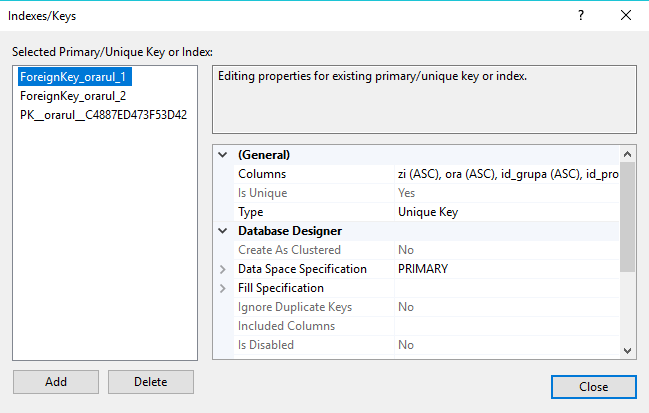 Indexes/Keys ? ×
Selected Primary/Unique Key or Index:
ForeignKey_orarul_1
ForeignKey_orarul_2
PK__orarul__C4887ED473F53D42
Add Delete
Editing properties for existing primary/unique key or index.
(General)
Columns zi (ASC), ora (ASC), id_grupa (ASC), id_pro
Is Unique Yes
Type Unique Key
Database Designer
Create As Clustered No
Data Space Specification PRIMARY
Fill Specification
Ignore Duplicate Keys No
Included Columns
Is Disabled No
Close